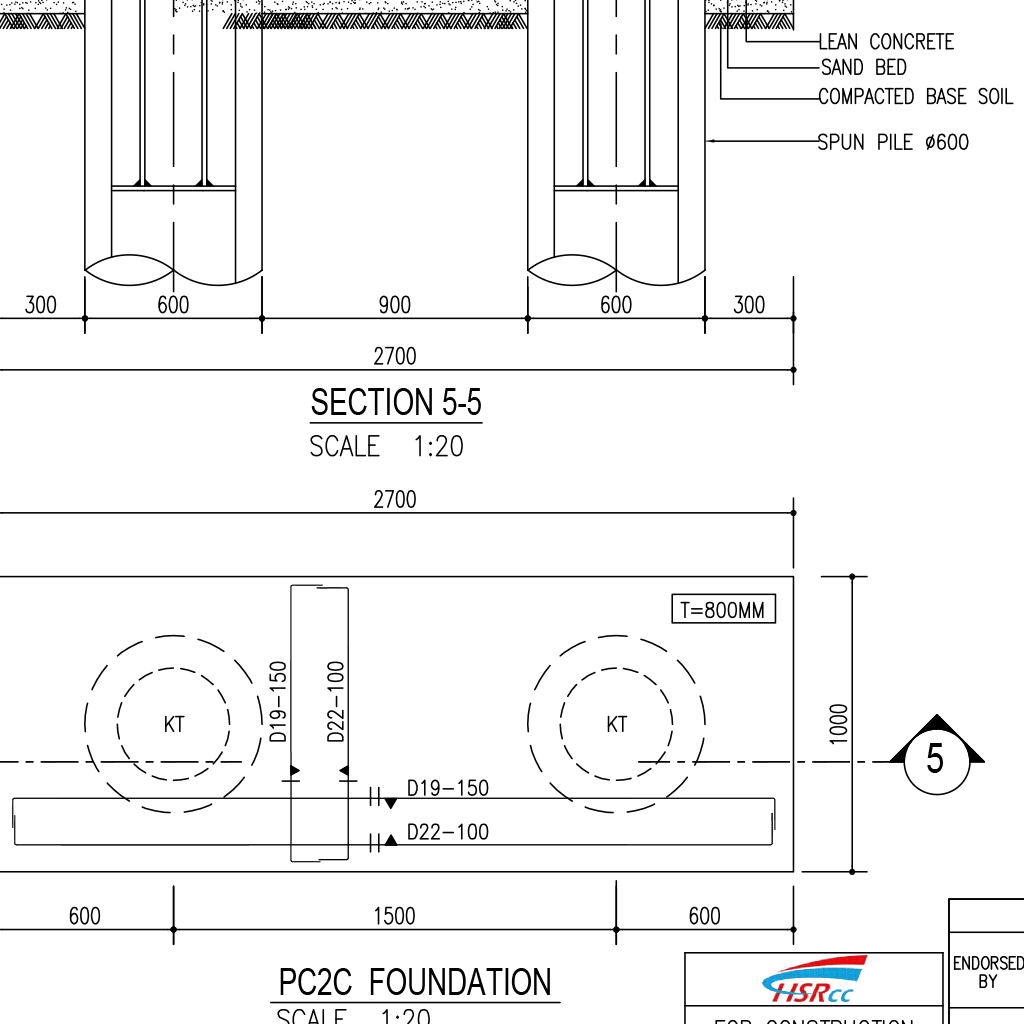 LEAN CONCRETE
SAND BED
COMPACTED BASE SOIL
SPUN PILE ø600
300 600 900 600 300
2700
SECTION 5-5
SCALE 1:20
2700
T=800MM
D19-150
D22-100
KT
KT
1000
5
D19-150
D22-100
600 1500 600
PC2C FOUNDATION
SCALE 1:20
HSRcc
FOR CONSTRUCTION
ENDORSED
BY